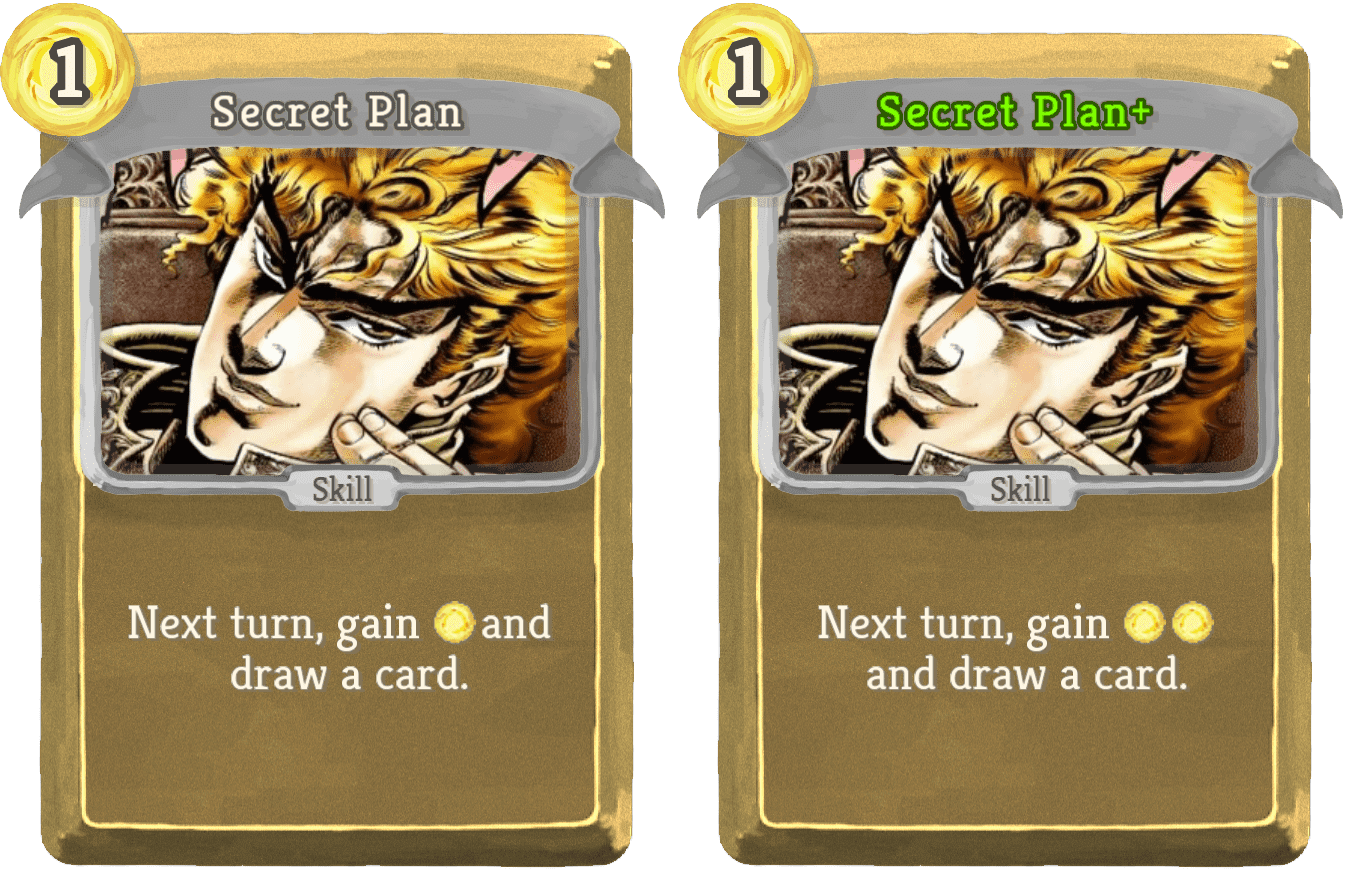 1
Secret Plan
Skill
Next turn, gain and
draw a card.
1
Secret Plan+
Skill
Next turn, gain
and draw a card.